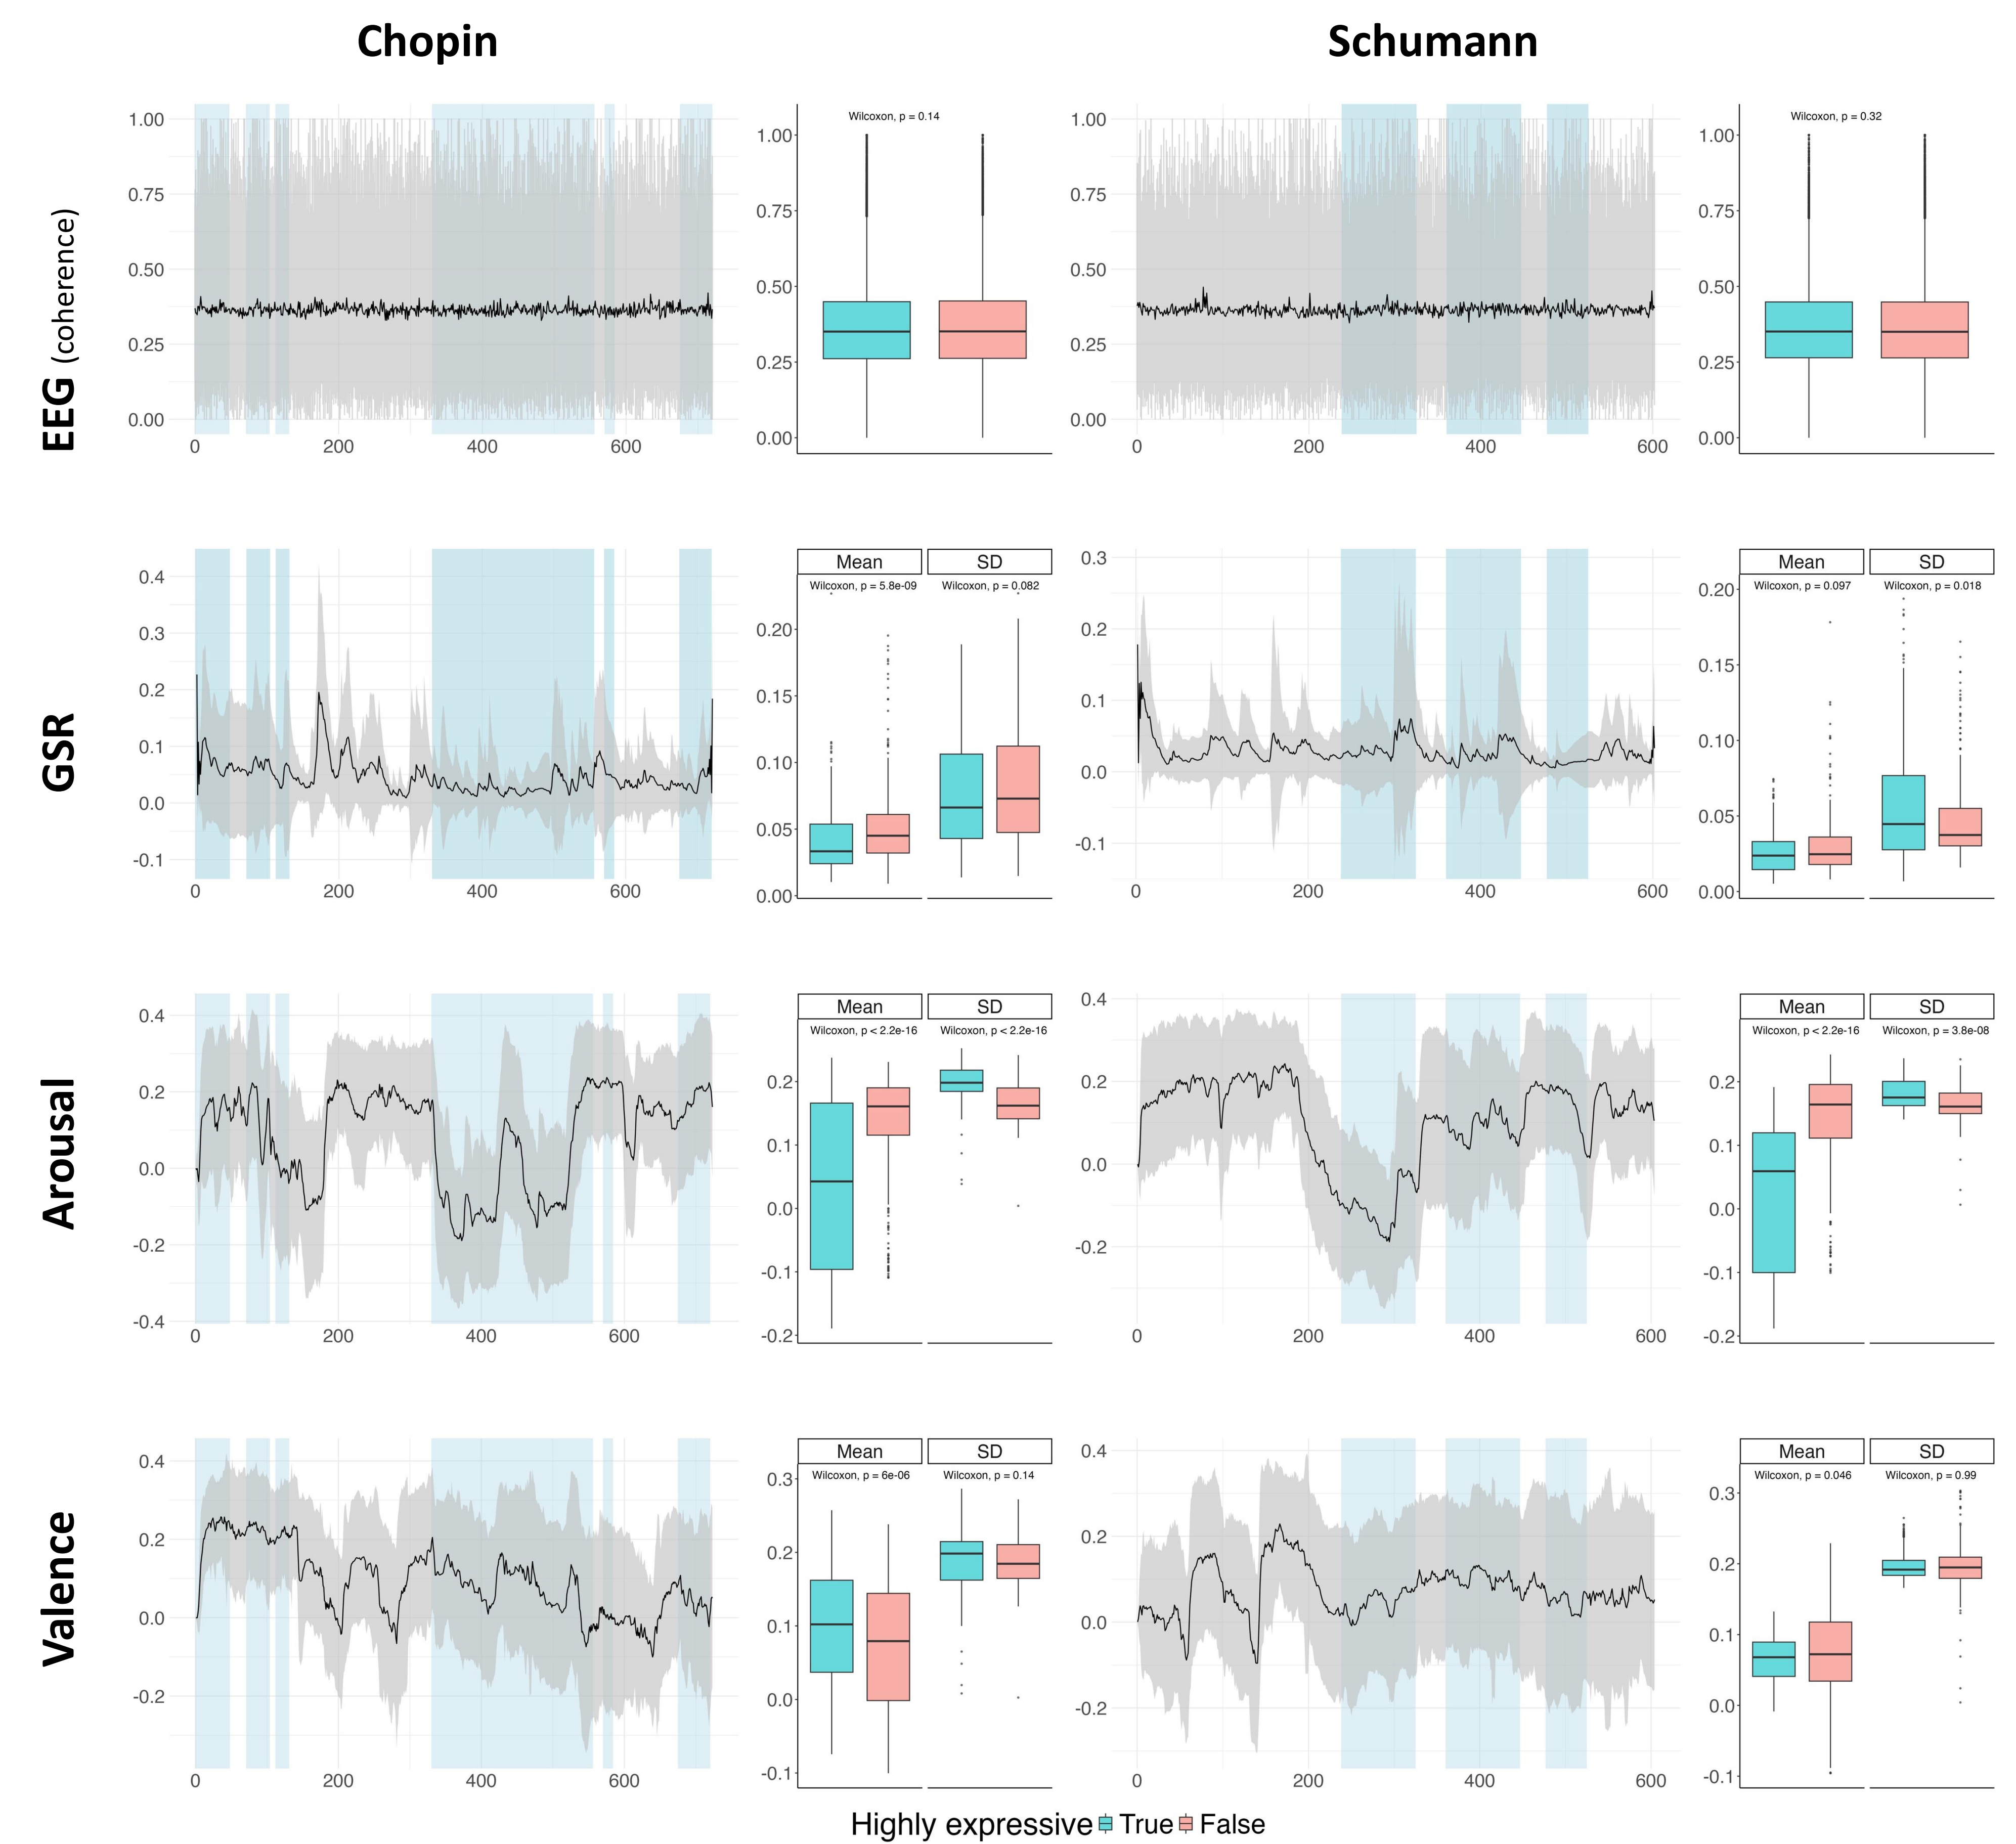 Chopin Schumann
EEG (coherence)
1.00
0.75
0.50
0.25
0.00
0 200 400 600
Wilcoxon, p = 0.14
1.00
0.75
0.50
0.25
0.00
1.00
0.75
0.50
0.25
0.00
0 200 400 600
Wilcoxon, p = 0.32
1.00
0.75
0.50
0.25
0.00
GSR
0.4
0.3
0.2
0.1
0.0
-0.1
0 200 400 600
Mean SD
Wilcoxon, p = 5.8e-09 Wilcoxon, p = 0.082
0.20
0.15
0.10
0.05
0.00
0.3
0.2
0.1
0.0
-0.1
0 200 400 600
Mean SD
Wilcoxon, p = 0.097 Wilcoxon, p = 0.018
0.20
0.15
0.10
0.05
0.00
Arousal
0.4
0.2
0.0
-0.2
-0.4
0 200 400 600
Mean SD
Wilcoxon, p < 2.2e-16 Wilcoxon, p < 2.2e-16
0.2
0.1
0.0
-0.1
-0.2
0.4
0.2
0.0
-0.2
0 200 400 600
Mean SD
Wilcoxon, p < 2.2e-16 Wilcoxon, p = 3.8e-08
0.2
0.1
0.0
-0.1
-0.2
Valence
0.4
0.2
0.0
-0.2
0 200 400 600
Mean SD
Wilcoxon, p = 6e-06 Wilcoxon, p = 0.14
0.3
0.2
0.1
0.0
-0.1
0.4
0.2
0.0
-0.2
0 200 400 600
Mean SD
Wilcoxon, p = 0.046 Wilcoxon, p = 0.99
0.3
0.2
0.1
0.0
-0.1
Highly expressive True False